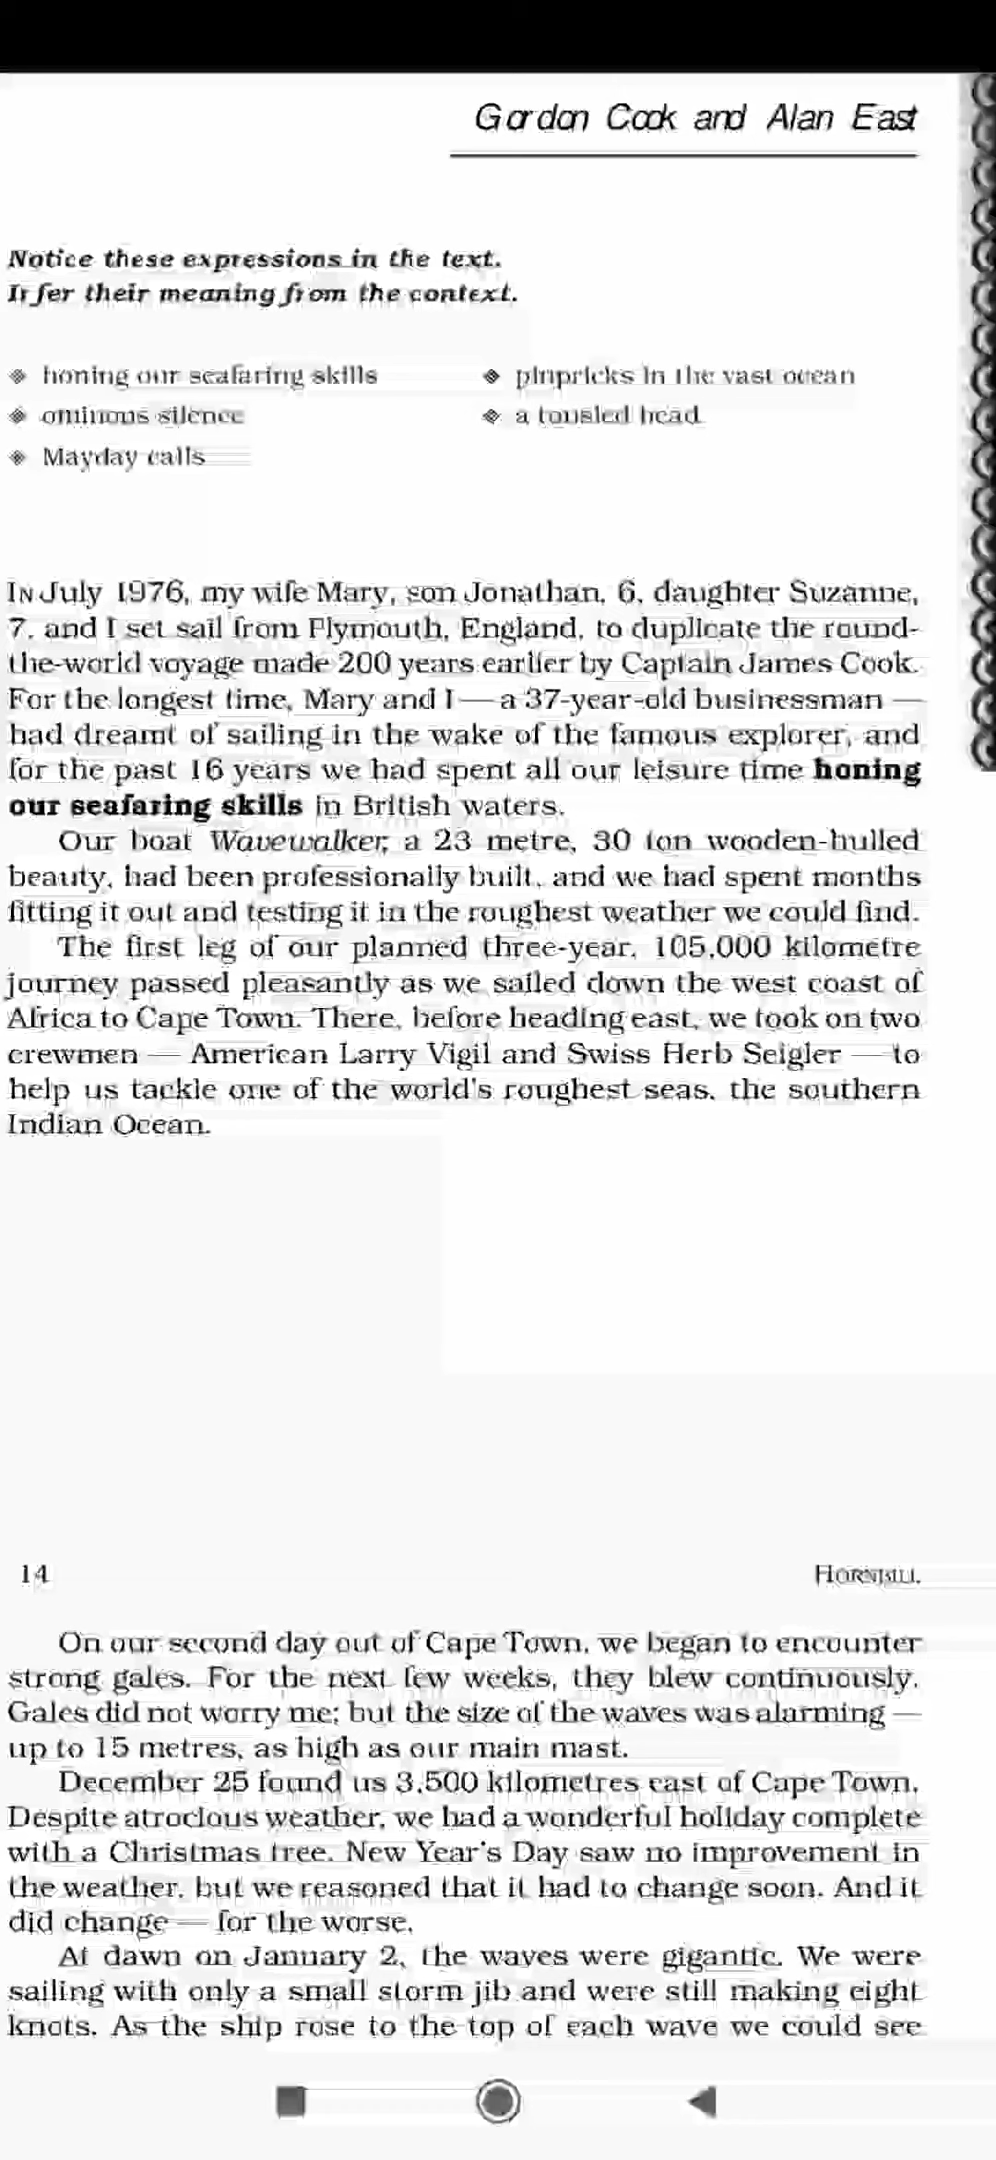 Gordon Cook and Alan East
Notice these expressions in the text.
Infer their meaning from the context.
❖ honing our seafaring skills
❖ pinpricks in the vast ocean
❖ ominous silence
❖ a tousled head
❖ Mayday calls
IN July 1976, my wife Mary, son Jonathan, 6, daughter Suzanne,
7, and I set sail from Plymouth, England, to duplicate the round-
the-world voyage made 200 years earlier by Captain James Cook.
For the longest time, Mary and I — a 37-year-old businessman —
had dreamt of sailing in the wake of the famous explorer, and
for the past 16 years we had spent all our leisure time honing
our seafaring skills in British waters.
Our boat Wavewalker, a 23 metre, 30 ton wooden-hulled
beauty, had been professionally built, and we had spent months
fitting it out and testing it in the roughest weather we could find.
The first leg of our planned three-year, 105,000 kilometre
journey passed pleasantly as we sailed down the west coast of
Africa to Cape Town. There, before heading east, we took on two
crewmen — American Larry Vigil and Swiss Herb Seigler — to
help us tackle one of the world's roughest seas, the southern
Indian Ocean.
14
HORNBILL
On our second day out of Cape Town, we began to encounter
strong gales. For the next few weeks, they blew continuously.
Gales did not worry me; but the size of the waves was alarming —
up to 15 metres, as high as our main mast.
December 25 found us 3,500 kilometres east of Cape Town.
Despite atrocious weather, we had a wonderful holiday complete
with a Christmas tree. New Year's Day saw no improvement in
the weather, but we reasoned that it had to change soon. And it
did change — for the worse.
At dawn on January 2, the waves were gigantic. We were
sailing with only a small storm jib and were still making eight
knots. As the ship rose to the top of each wave we could see